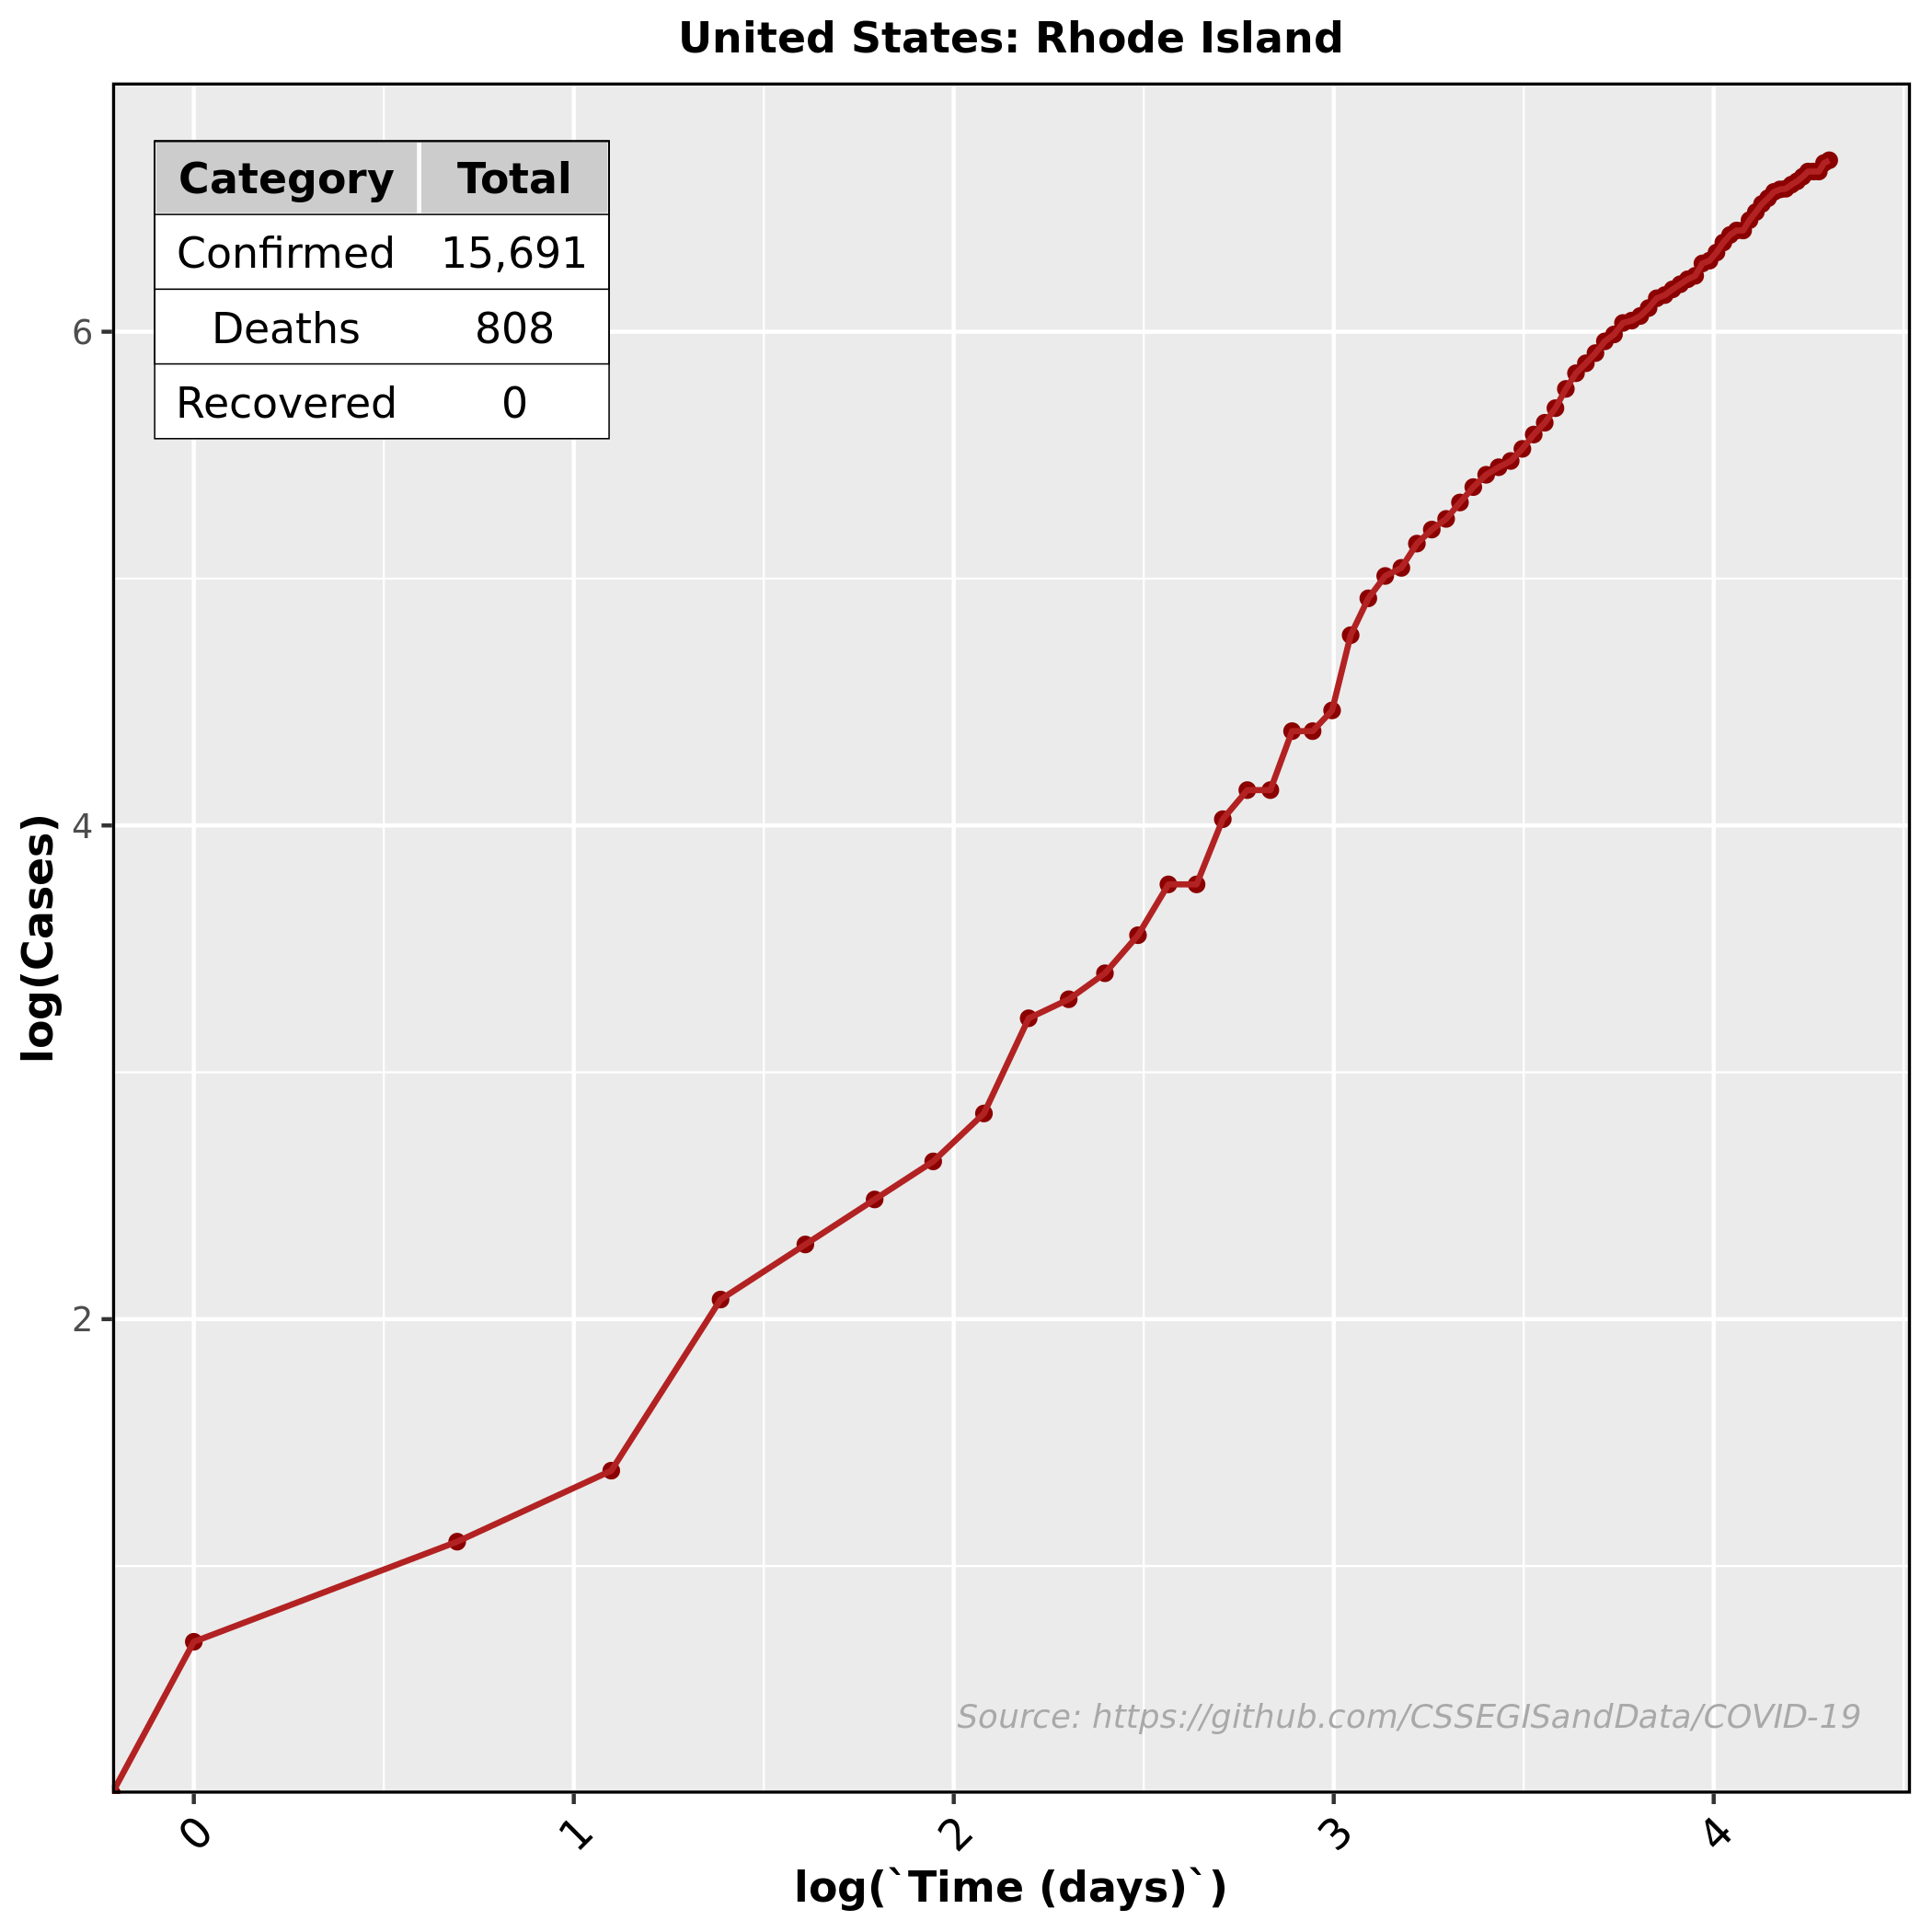 United States: Rhode Island
Category Total
Confirmed 15,691
Deaths 808
Recovered 0
6
4
2
log(Cases)
Source: https://github.com/CSSEGISandData/COVID-19
0 1 2 3 4
log(`Time (days)`)